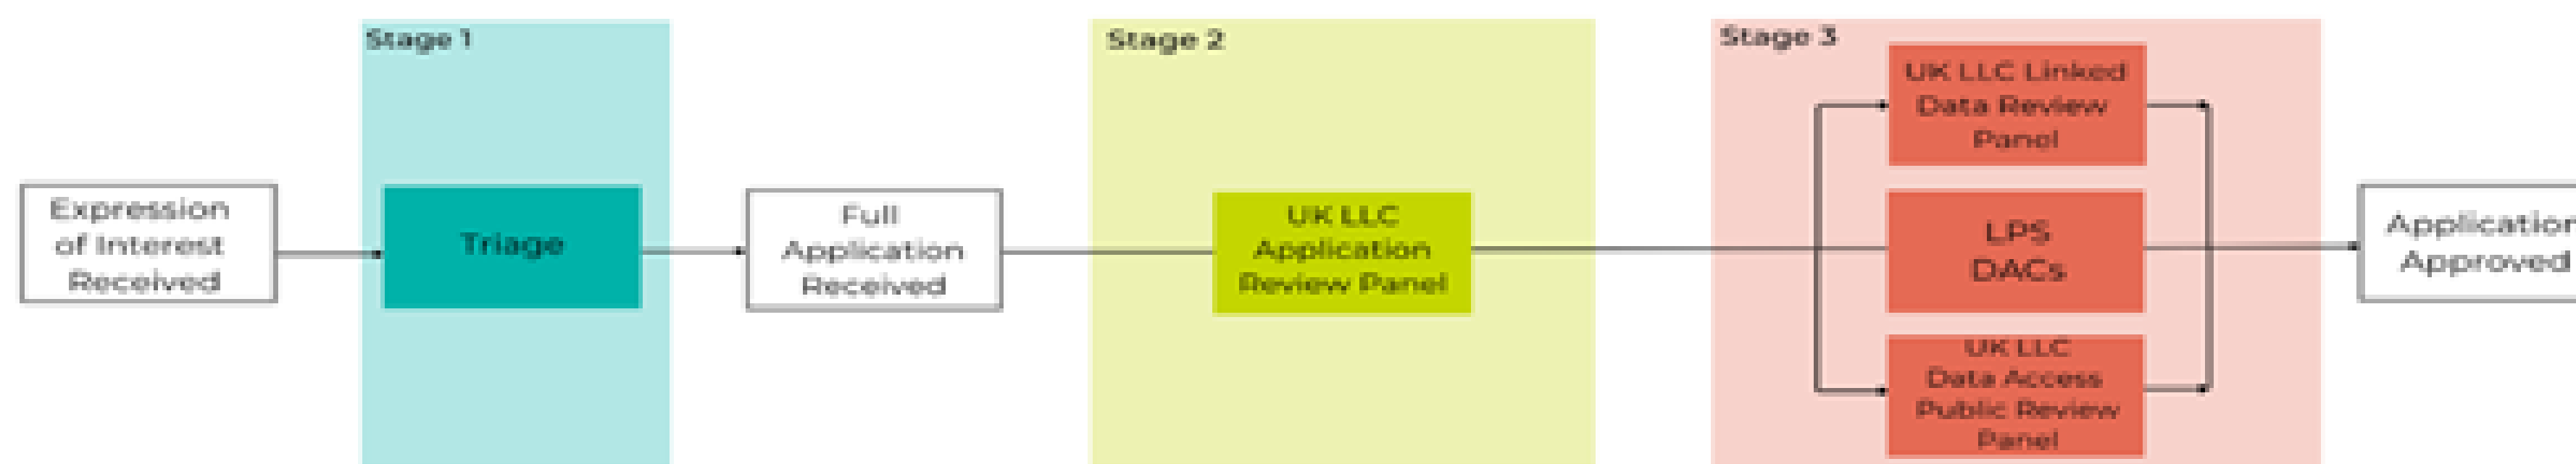 Stage 1
Stage 2
Stage 3
Expression
of Interest
Received
Triage
Full
Application
Received
UK LLC
Application
Review Panel
UK LLC Linked
Data Review
Panel
LPS
DACs
UK LLC
Data Access
Public Review
Panel
Application
Approved